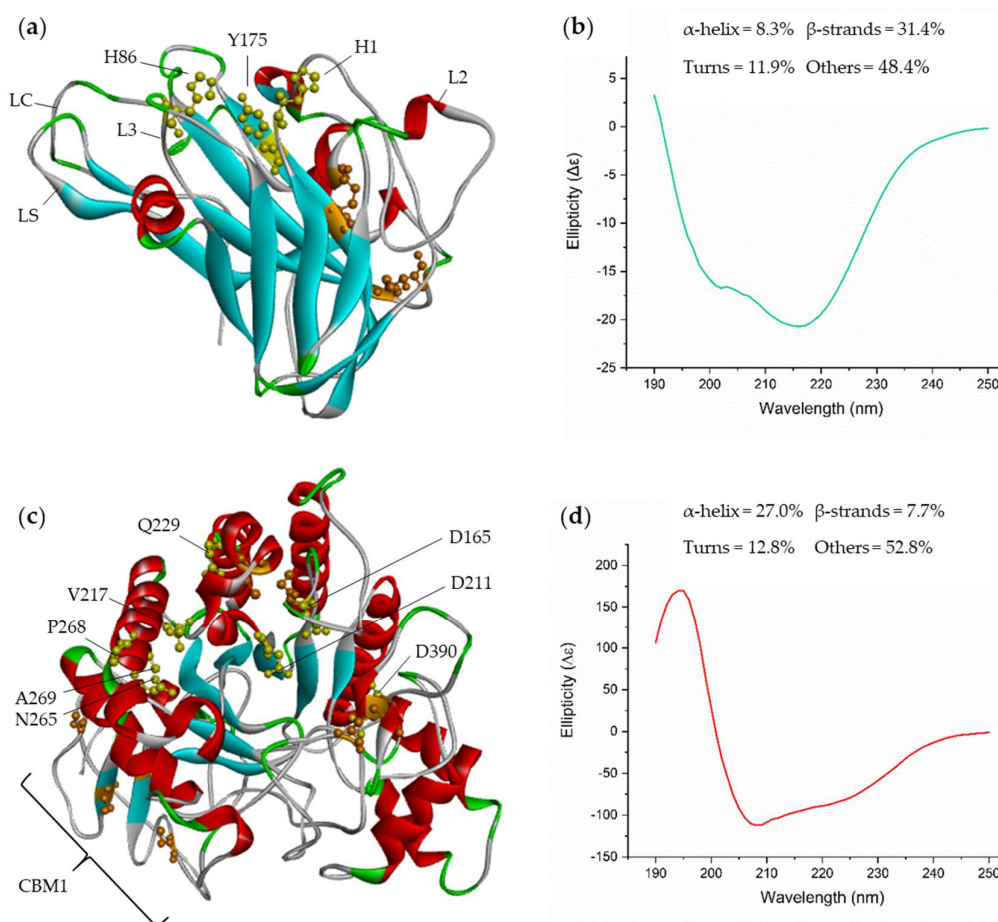 (a)
Y175
H86
H1
L2
LC
L3
LS
(b)
α-helix = 8.3% β-strands = 31.4%
Turns = 11.9% Others = 48.4%
5
0
-5
-10
-15
-20
-25
Ellipticity (Δε)
190 200 210 220 230 240 250
Wavelength (nm)
(c)
Q229
D165
D211
V217
P268
A269
N265
D390
CBM1
(d)
α-helix = 27.0% β-strands = 7.7%
Turns = 12.8% Others = 52.8%
200
150
100
50
0
-50
-100
-150
Ellipticity (Δε)
190 200 210 220 230 240 250
Wavelength (nm)